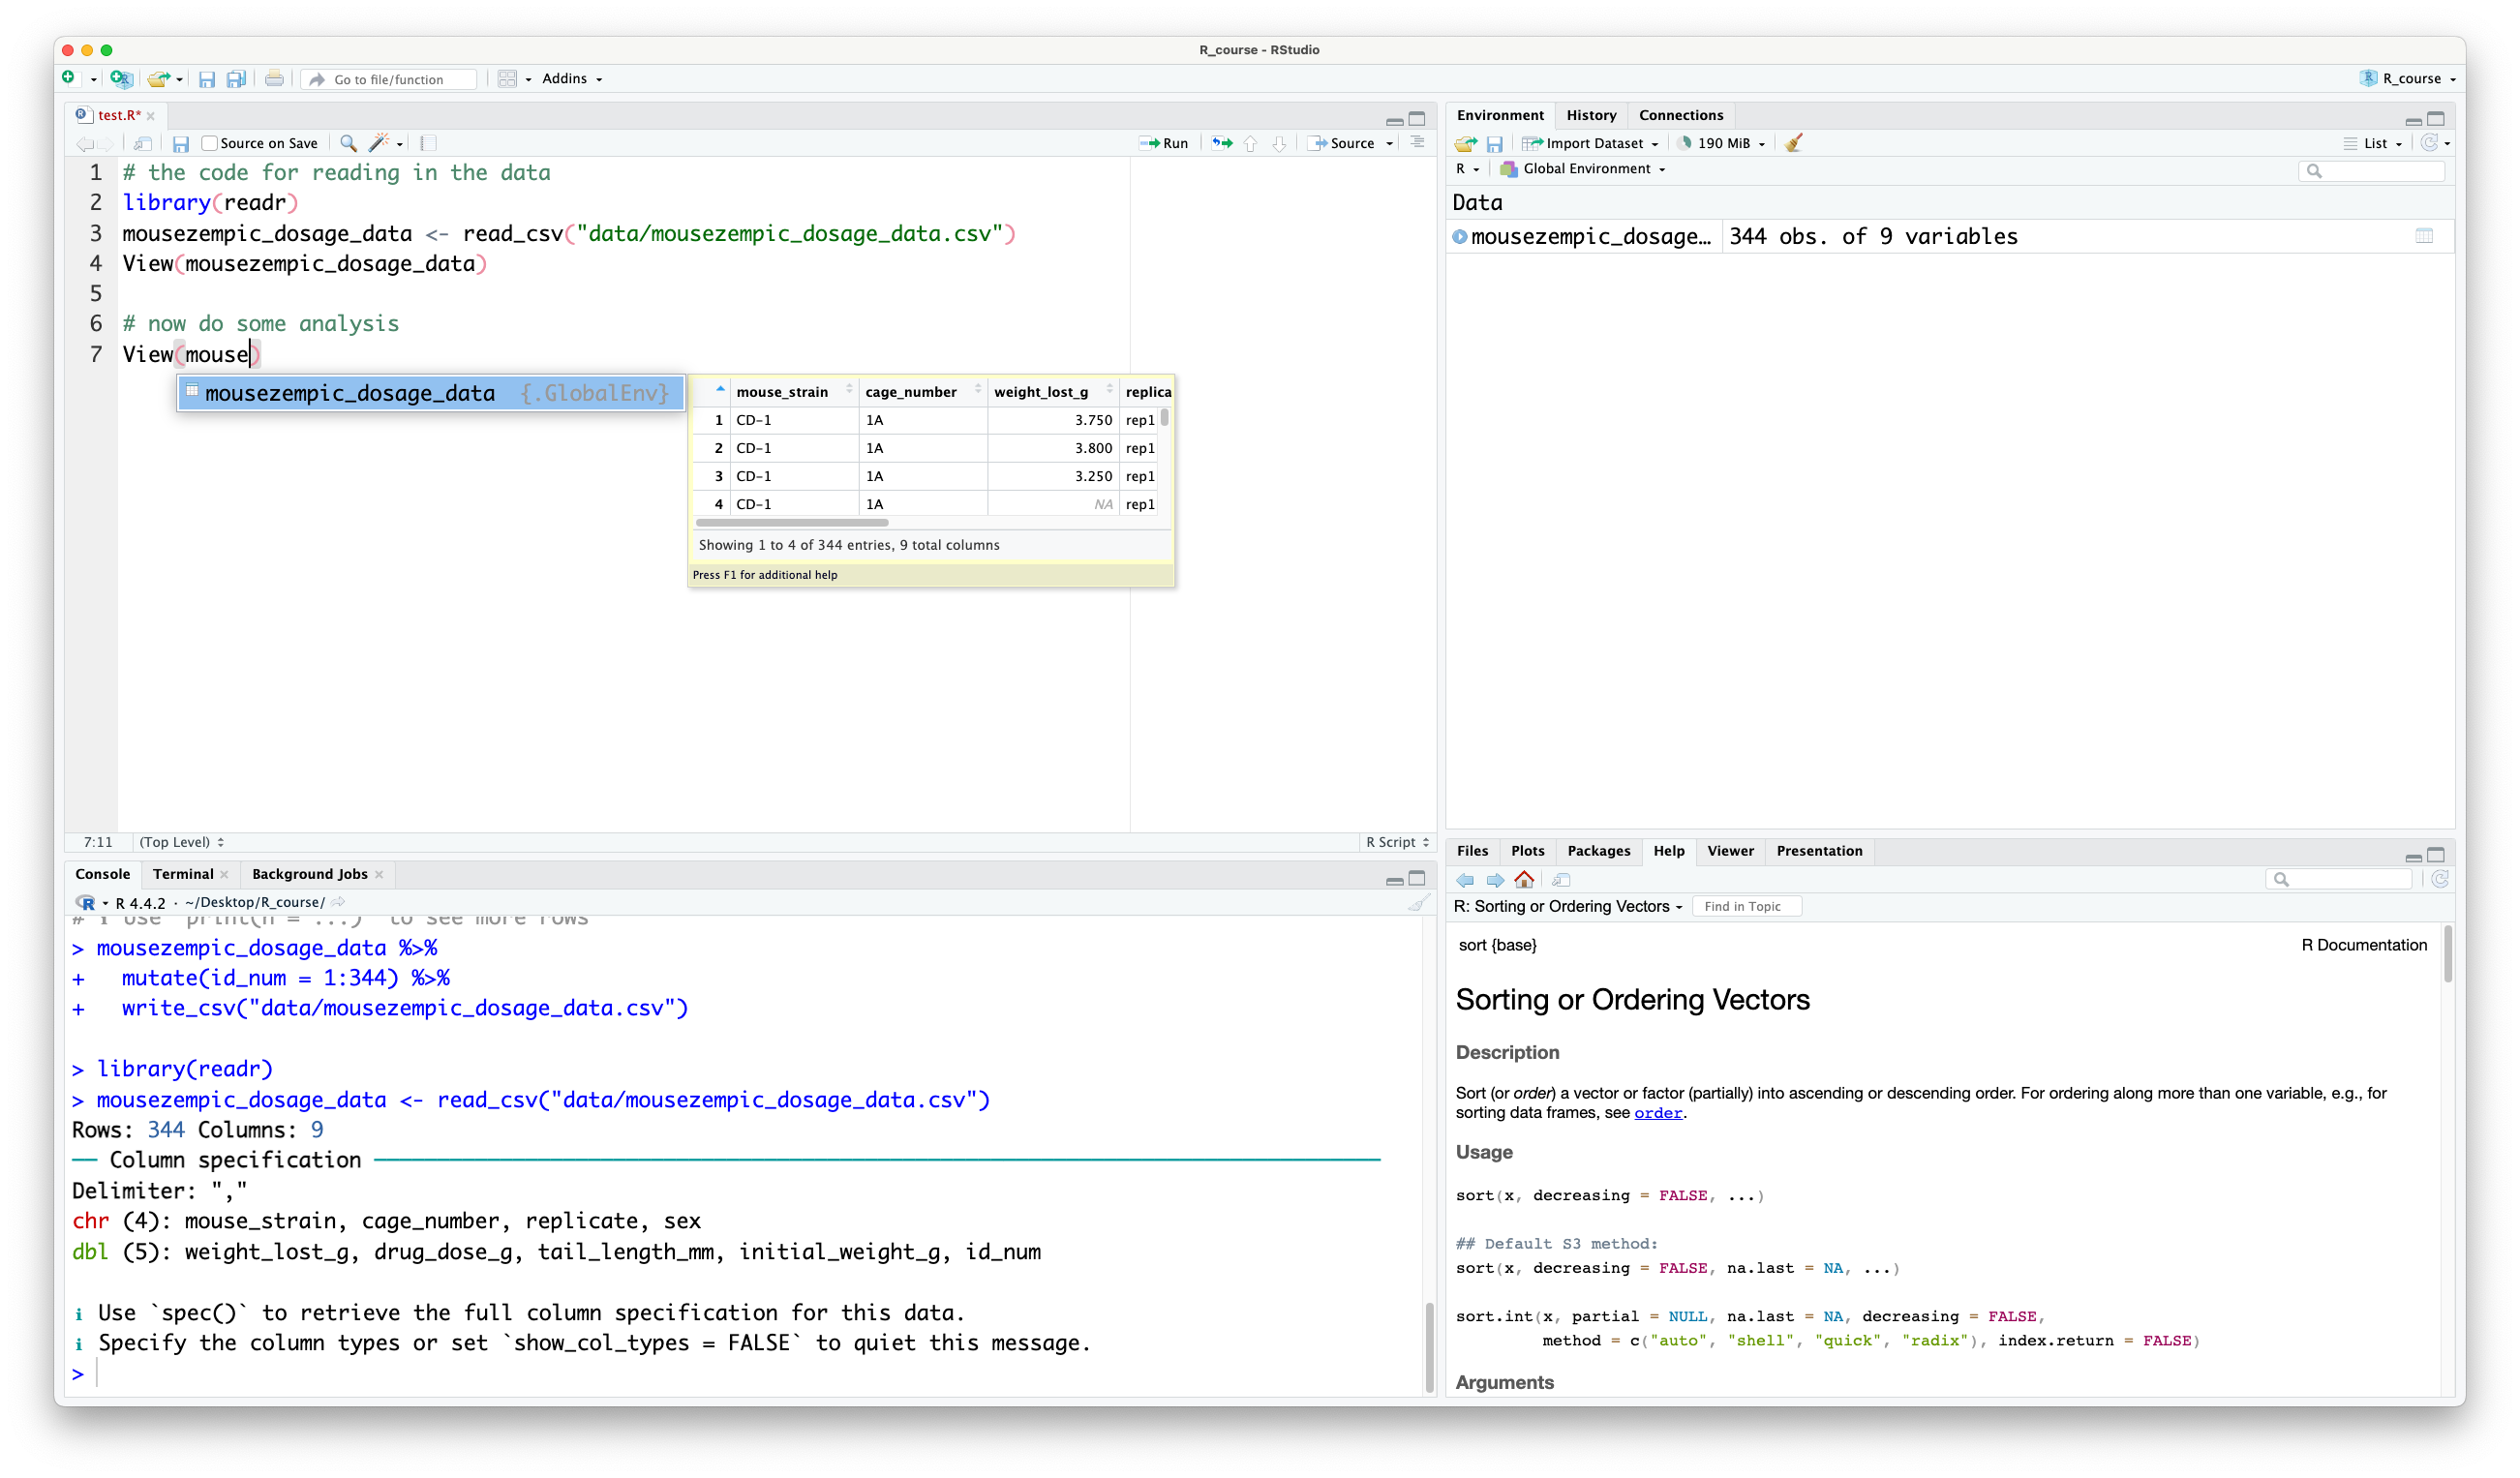 R_course - RStudio
Go to file/function
Addins
R_course
test.R*
Source on Save
Run
Source
1 # the code for reading in the data
2 library(readr)
3 mousezempic_dosage_data <- read_csv("data/mousezempic_dosage_data.csv")
4 View(mousezempic_dosage_data)
5
6 # now do some analysis
7 View(mouse)
mousezempic_dosage_data {.GlobalEnv}
mouse_strain cage_number weight_lost_g replica
1 CD-1 1A 3.750 rep1
2 CD-1 1A 3.800 rep1
3 CD-1 1A 3.250 rep1
4 CD-1 1A NA rep1
Showing 1 to 4 of 344 entries, 9 total columns
Press F1 for additional help
7:11 (Top Level) R Script
Console Terminal Background Jobs
R 4.4.2 · ~/Desktop/R_course/
# ℹ Use `print(n = ...)` to see more rows
> mousezempic_dosage_data %>%
+   mutate(id_num = 1:344) %>%
+   write_csv("data/mousezempic_dosage_data.csv")
> library(readr)
> mousezempic_dosage_data <- read_csv("data/mousezempic_dosage_data.csv")
Rows: 344 Columns: 9
── Column specification ──
Delimiter: ","
chr (4): mouse_strain, cage_number, replicate, sex
dbl (5): weight_lost_g, drug_dose_g, tail_length_mm, initial_weight_g, id_num
ℹ Use `spec()` to retrieve the full column specification for this data.
ℹ Specify the column types or set `show_col_types = FALSE` to quiet this message.
>
Environment History Connections
Import Dataset 190 MiB List
R Global Environment
Data
mousezempic_dosage… 344 obs. of 9 variables
Files Plots Packages Help Viewer Presentation
R: Sorting or Ordering Vectors Find in Topic
sort {base} R Documentation
Sorting or Ordering Vectors
Description
Sort (or order) a vector or factor (partially) into ascending or descending order. For ordering along more than one variable, e.g., for
sorting data frames, see order.
Usage
sort(x, decreasing = FALSE, ...)
## Default S3 method:
sort(x, decreasing = FALSE, na.last = NA, ...)
sort.int(x, partial = NULL, na.last = NA, decreasing = FALSE,
method = c("auto", "shell", "quick", "radix"), index.return = FALSE)
Arguments